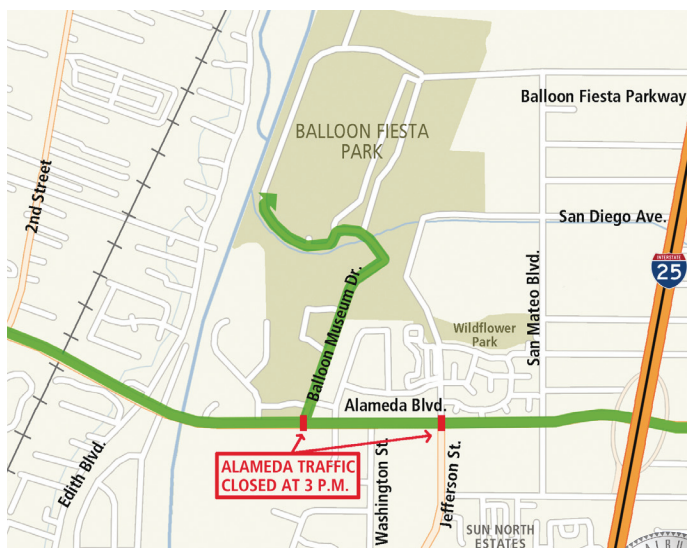 Balloon Fiesta Parkway
BALLOON FIESTA
PARK
2nd Street
San Diego Ave.
INTERSTATE
25
San Mateo Blvd.
Balloon Museum Dr.
Wildflower
Park
Alameda Blvd.
ALAMEDA TRAFFIC
CLOSED AT 3 P.M.
Edith Blvd.
Washington St.
Jefferson St.
SUN NORTH
ESTATES